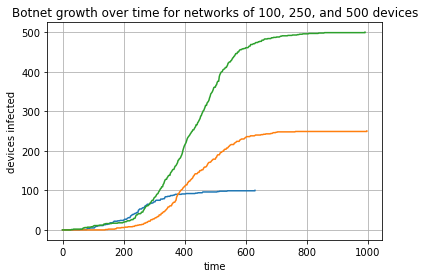 Botnet growth over time for networks of 100, 250, and 500 devices
500
400
300
200
100
0
devices infected
0 200 400 600 800 1000
time